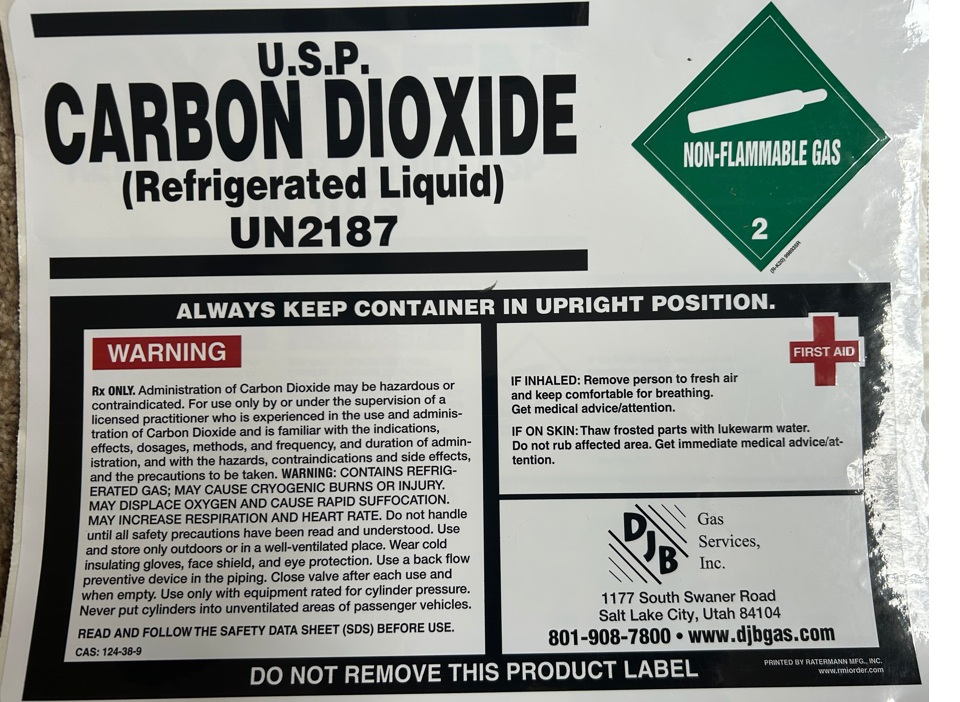 U.S.P.
CARBON DIOXIDE
(Refrigerated Liquid)
UN2187
NON-FLAMMABLE GAS
2
ALWAYS KEEP CONTAINER IN UPRIGHT POSITION.
WARNING
Rx ONLY. Administration of Carbon Dioxide may be hazardous or
contraindicated. For use only by or under the supervision of a
licensed practitioner who is experienced in the use and adminis-
tration of Carbon Dioxide and is familiar with the indications,
effects, dosages, methods, and frequency, and duration of admin-
istration, and with the hazards, contraindications and side effects,
and the precautions to be taken. WARNING: CONTAINS REFRIG-
ERATED GAS; MAY CAUSE CRYOGENIC BURNS OR INJURY.
MAY DISPLACE OXYGEN AND CAUSE RAPID SUFFOCATION.
MAY INCREASE RESPIRATION AND HEART RATE. Do not handle
until all safety precautions have been read and understood. Use
and store only outdoors or in a well-ventilated place. Wear cold
insulating gloves, face shield, and eye protection. Use a back flow
preventive device in the piping. Close valve after each use and
when empty. Use only with equipment rated for cylinder pressure.
Never put cylinders into unventilated areas of passenger vehicles.
READ AND FOLLOW THE SAFETY DATA SHEET (SDS) BEFORE USE.
CAS: 124-38-9
FIRST AID
IF INHALED: Remove person to fresh air
and keep comfortable for breathing.
Get medical advice/attention.
IF ON SKIN: Thaw frosted parts with lukewarm water.
Do not rub affected area. Get immediate medical advice/at-
tention.
DJB
Gas
Services,
Inc.
1177 South Swaner Road
Salt Lake City, Utah 84104
801-908-7800 • www.djbgas.com
DO NOT REMOVE THIS PRODUCT LABEL
PRINTED BY RATERMANN MFG., INC.
www.rmiorder.com